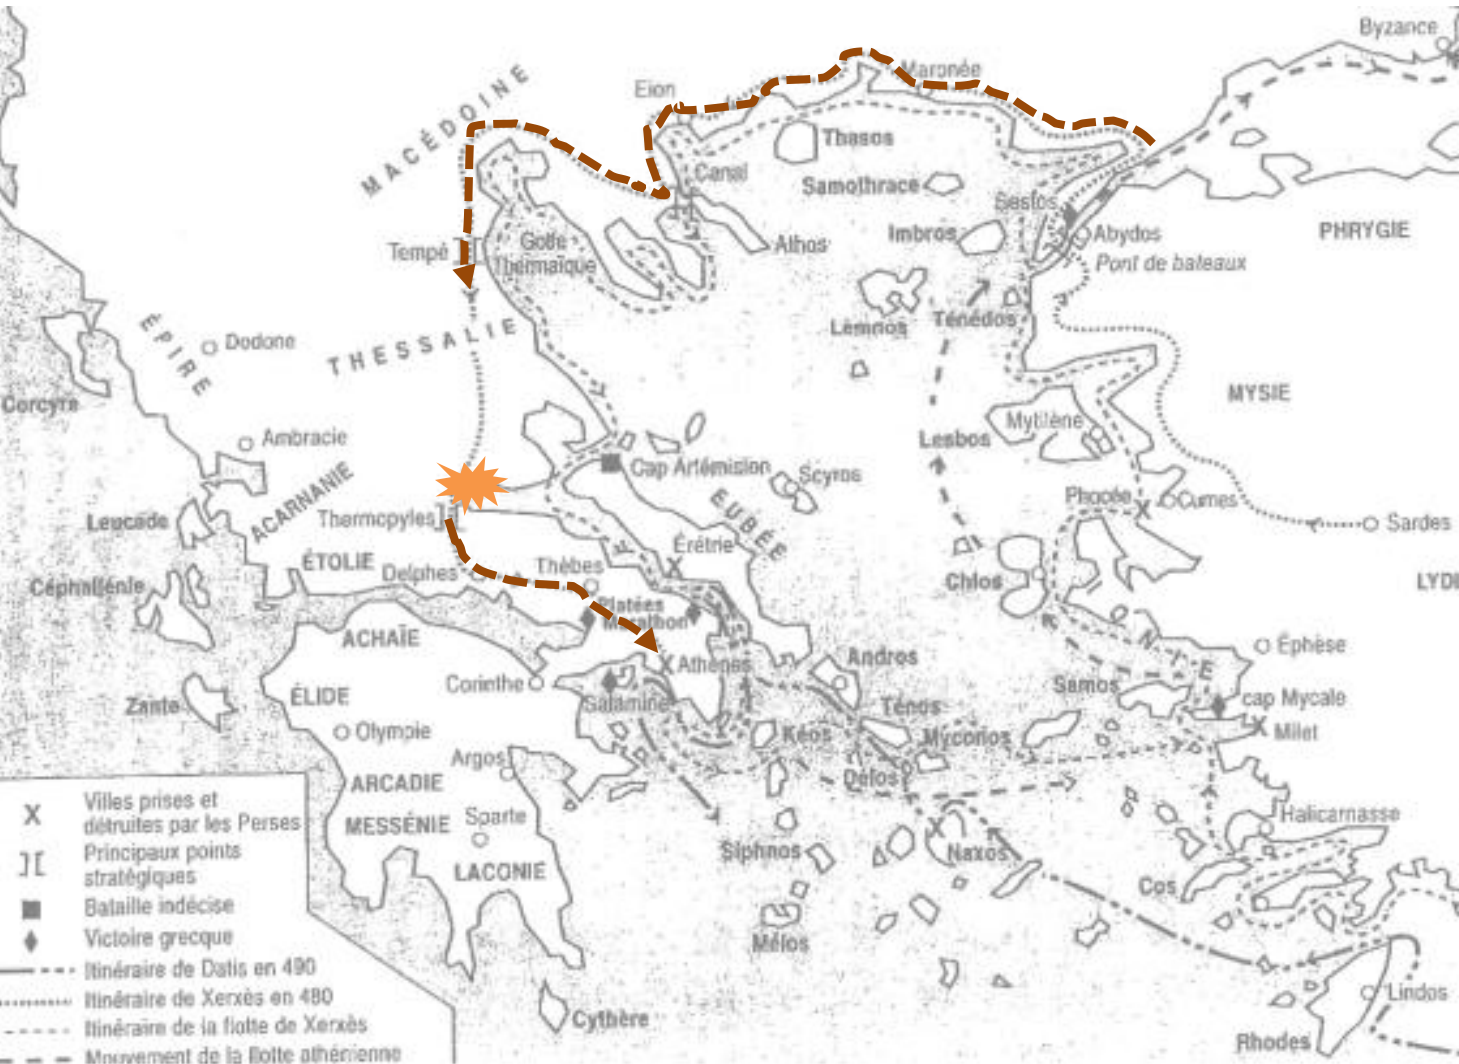 Byzance
MACÉDOINE
Eion
Maronée
Thasos
Canal
Samothrace
Sestos
Imbros
Abydos
PHRYGIE
Athos
Tempé
Golfe
Thermaïque
Pont de bateaux
Lemnos
Ténédos
ÉPIRE
Dodone
THESSALIE
Corcyre
MYSIE
Mytilène
Lesbos
Ambracie
Cap Artémision
Scyros
ACARNANIE
Phocée
Cumes
Leucade
Thermopyles
EUBÉE
Sardes
Érétrie
ÉTOLIE
Delphes
Thèbes
Céphallénie
Chios
LYDI
Platées
Marathon
ACHAÏE
IONIE
Éphèse
Athènes
Andros
Corinthe
ÉLIDE
Samos
cap Mycale
Zante
Salamine
Ténos
Olympie
Kéos
Myconos
Milet
Argos
Délos
ARCADIE
Villes prises et
détruites par les Perses
MESSÉNIE
Sparte
Halicarnasse
Principaux points
stratégiques
Siphnos
Naxos
LACONIE
Cos
Bataille indécise
Victoire grecque
Mélos
Itinéraire de Datis en 490
Itinéraire de Xerxès en 480
Lindos
Cythère
Itinéraire de la flotte de Xerxès
Rhodes
Mouvement de la flotte athénienne